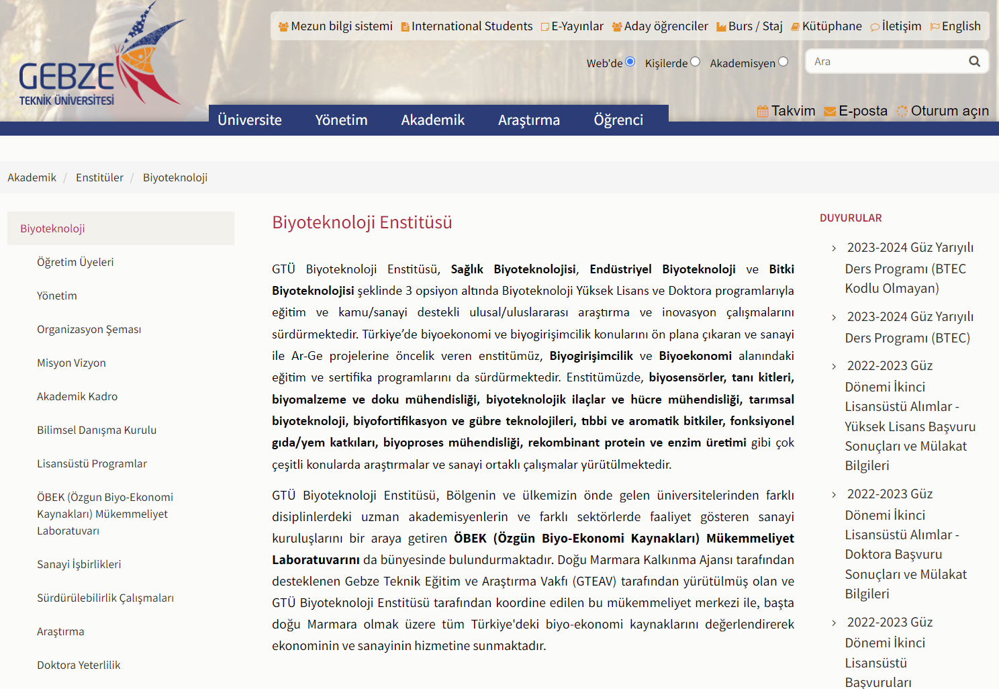 GEBZE
TEKNİK ÜNİVERSİTESİ
Mezun bilgi sistemi International Students E-Yayınlar Aday öğrenciler Burs / Staj Kütüphane İletişim English
Web'de Kişilerde Akademisyen Ara
Takvim E-posta Oturum açın
Üniversite Yönetim Akademik Araştırma Öğrenci
Akademik / Enstitüler / Biyoteknoloji
Biyoteknoloji
Öğretim Üyeleri
Yönetim
Organizasyon Şeması
Misyon Vizyon
Akademik Kadro
Bilimsel Danışma Kurulu
Lisansüstü Programlar
ÖBEK (Özgun Biyo-Ekonomi
Kaynakları) Mükemmeliyet
Laboratuvarı
Sanayi İşbirlikleri
Sürdürülebilirlik Çalışmaları
Araştırma
Doktora Yeterlilik
Biyoteknoloji Enstitüsü
GTÜ Biyoteknoloji Enstitüsü, Sağlık Biyoteknolojisi, Endüstriyel Biyoteknoloji ve Bitki
Biyoteknolojisi şeklinde 3 opsiyon altında Biyoteknoloji Yüksek Lisans ve Doktora programlarıyla
eğitim ve kamu/sanayi destekli ulusal/uluslararası araştırma ve inovasyon çalışmalarını
sürdürmektedir. Türkiye’de biyoekonomi ve biyogirişimcilik konularını ön plana çıkaran ve sanayi
ile Ar-Ge projelerine öncelik veren enstitümüz, Biyogirişimcilik ve Biyoekonomi alanındaki
eğitim ve sertifika programlarını da sürdürmektedir. Enstitümüzde, biyosensörler, tanı kitleri,
biyomalzeme ve doku mühendisliği, biyoteknolojik ilaçlar ve hücre mühendisliği, tarımsal
biyoteknoloji, biyofortifikasyon ve gübre teknolojileri, tıbbi ve aromatik bitkiler, fonksiyonel
gıda/yem katkıları, biyoproses mühendisliği, rekombinant protein ve enzim üretimi gibi çok
çeşitli konularda araştırmalar ve sanayi ortaklı çalışmalar yürütülmektedir.
GTÜ Biyoteknoloji Enstitüsü, Bölgenin ve ülkemizin önde gelen üniversitelerinden farklı
disiplinlerdeki uzman akademisyenlerin ve farklı sektörlerde faaliyet gösteren sanayi
kuruluşlarını bir araya getiren ÖBEK (Özgün Biyo-Ekonomi Kaynakları) Mükemmeliyet
Laboratuvarını da bünyesinde bulundurmaktadır. Doğu Marmara Kalkınma Ajansı tarafından
desteklenen Gebze Teknik Eğitim ve Araştırma Vakfı (GTEAV) tarafından yürütülmüş olan ve
GTÜ Biyoteknoloji Enstitüsü tarafından koordine edilen bu mükemmeliyet merkezi ile, başta
doğu Marmara olmak üzere tüm Türkiye'deki biyo-ekonomi kaynaklarını değerlendirerek
ekonominin ve sanayinin hizmetine sunmaktadır.
DUYURULAR
2023-2024 Güz Yarıyılı
Ders Programı (BTEC
Kodlu Olmayan)
2023-2024 Güz Yarıyılı
Ders Programı (BTEC)
2022-2023 Güz
Dönemi İkinci
Lisansüstü Alımlar -
Yüksek Lisans Başvuru
Sonuçları ve Mülakat
Bilgileri
2022-2023 Güz
Dönemi İkinci
Lisansüstü Alımlar -
Doktora Başvuru
Sonuçları ve Mülakat
Bilgileri
2022-2023 Güz
Dönemi İkinci
Lisansüstü
Başvuruları